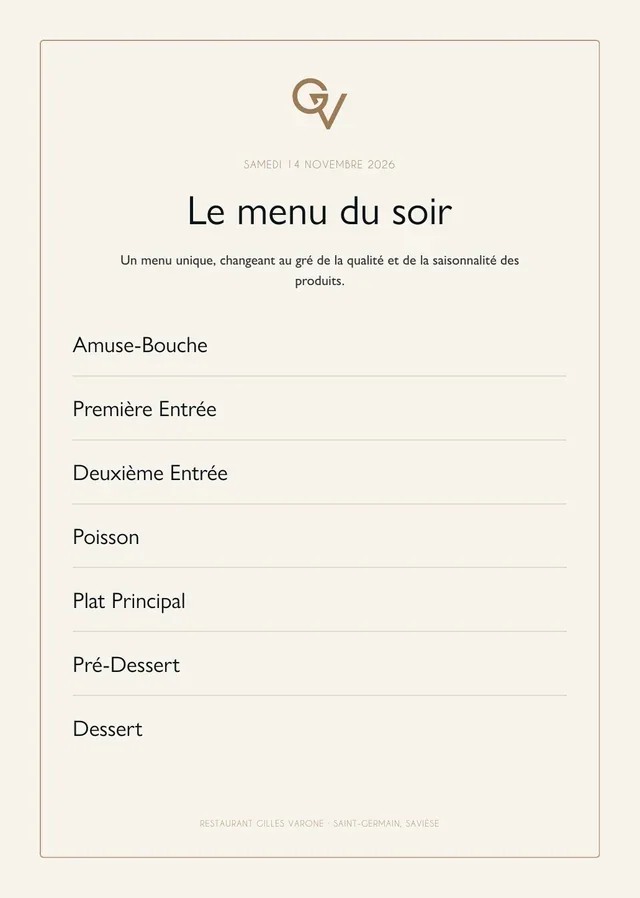 GV
SAMEDI 14 NOVEMBRE 2026
Le menu du soir
Un menu unique, changeant au gré de la qualité et de la saisonnalité des
produits.
Amuse-Bouche
Première Entrée
Deuxième Entrée
Poisson
Plat Principal
Pré-Dessert
Dessert
RESTAURANT GILLES VARONE · SAINT-GERMAIN, SAVIÈSE